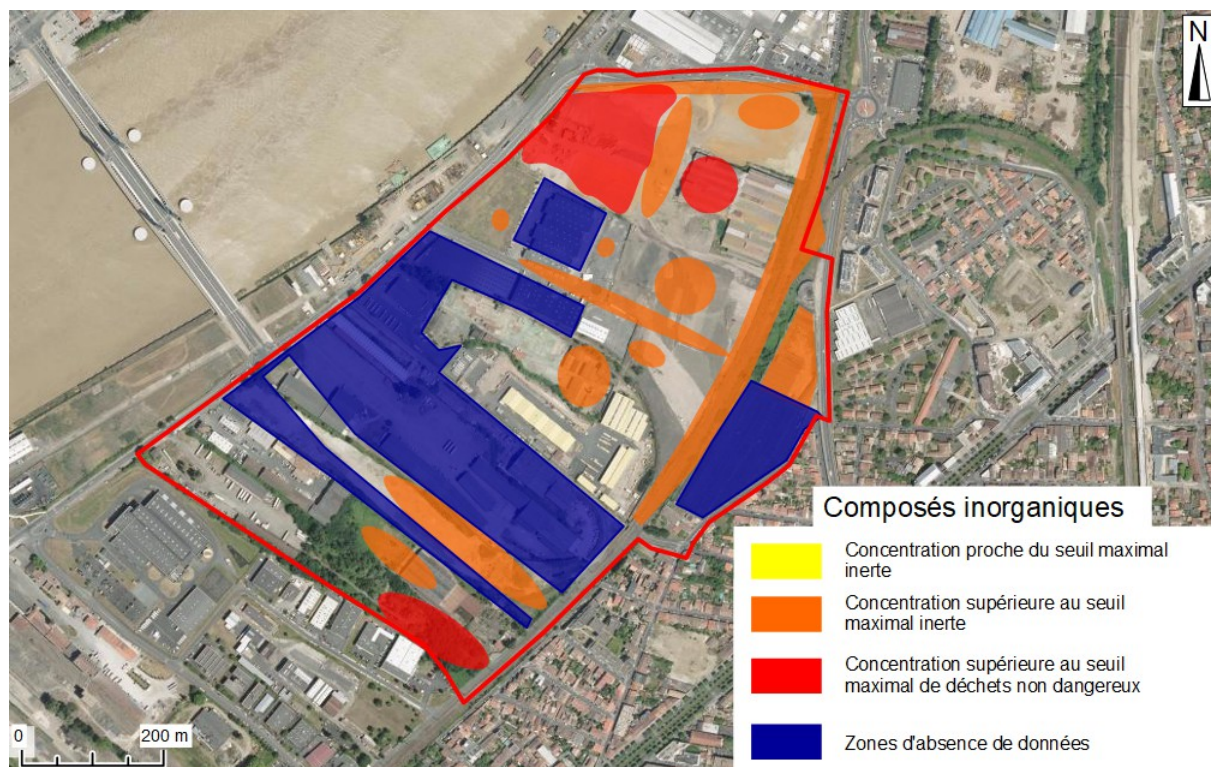 N
Composés inorganiques
Concentration proche du seuil maximal
inerte
Concentration supérieure au seuil
maximal inerte
Concentration supérieure au seuil
maximal de déchets non dangereux
Zones d'absence de données
0 200 m